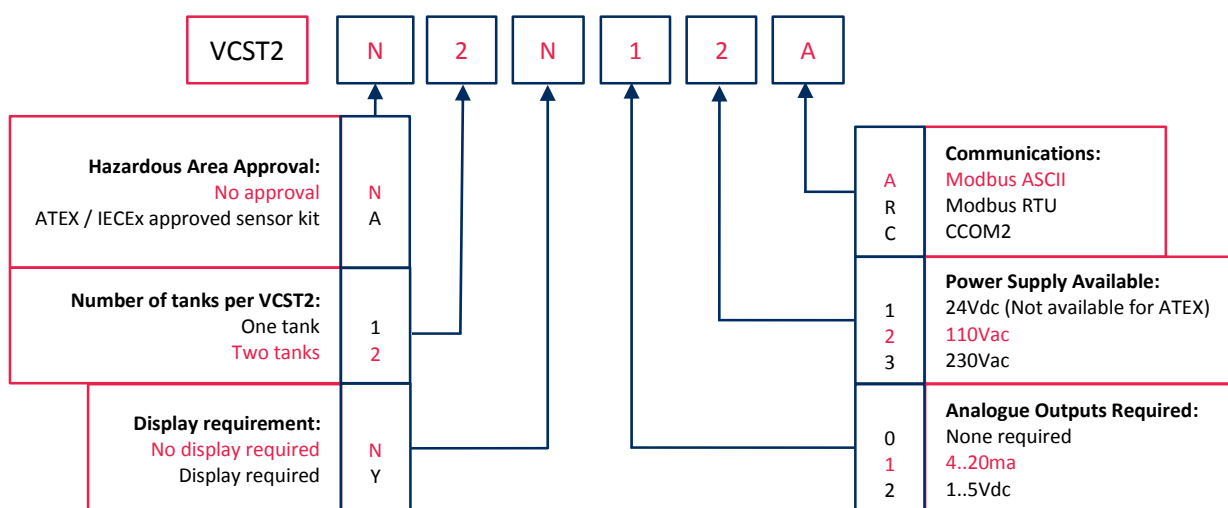 VCST2 N 2 N 1 2 A
Hazardous Area Approval:
No approval N
ATEX / IECEx approved sensor kit A
Number of tanks per VCST2:
One tank 1
Two tanks 2
Display requirement:
No display required N
Display required Y
Communications:
A Modbus ASCII
R Modbus RTU
C CCOM2
Power Supply Available:
1 24Vdc (Not available for ATEX)
2 110Vac
3 230Vac
Analogue Outputs Required:
0 None required
1 4..20ma
2 1..5Vdc